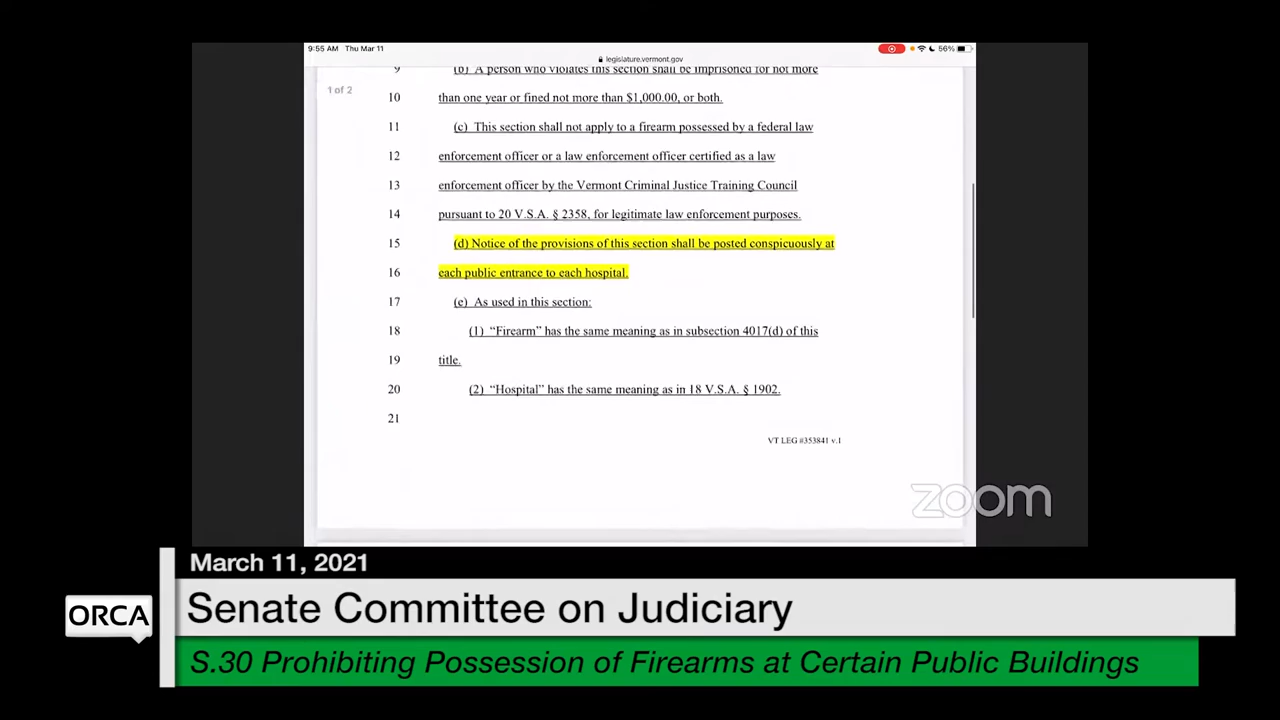 9:55 AM Thu Mar 11
56%
legislature.vermont.gov
1 of 2
9 (b) A person who violates this section shall be imprisoned for not more
10 than one year or fined not more than $1,000.00, or both.
11 (c) This section shall not apply to a firearm possessed by a federal law
12 enforcement officer or a law enforcement officer certified as a law
13 enforcement officer by the Vermont Criminal Justice Training Council
14 pursuant to 20 V.S.A. § 2358, for legitimate law enforcement purposes.
15 (d) Notice of the provisions of this section shall be posted conspicuously at
16 each public entrance to each hospital.
17 (e) As used in this section:
18 (1) “Firearm” has the same meaning as in subsection 4017(d) of this
19 title.
20 (2) “Hospital” has the same meaning as in 18 V.S.A. § 1902.
21
VT LEG #353841 v.1
zoom
March 11, 2021
ORCA
Senate Committee on Judiciary
S.30 Prohibiting Possession of Firearms at Certain Public Buildings